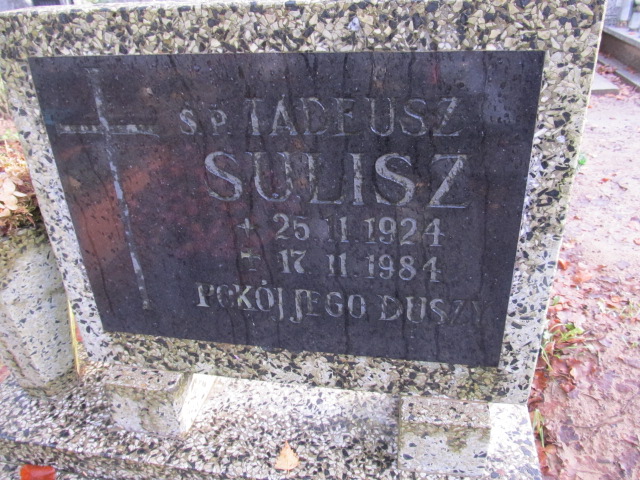 Ś.P. TADEUSZ
SULISZ
* 25 11 1924
+ 17.11.1984
POKÓJ JEGO DUSZY